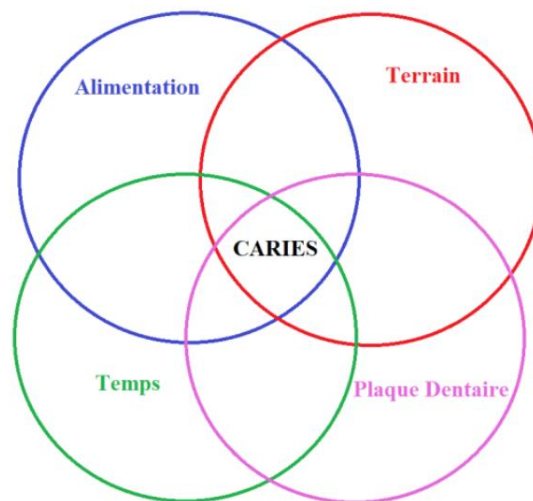 Alimentation
Terrain
CARIES
Temps
Plaque Dentaire